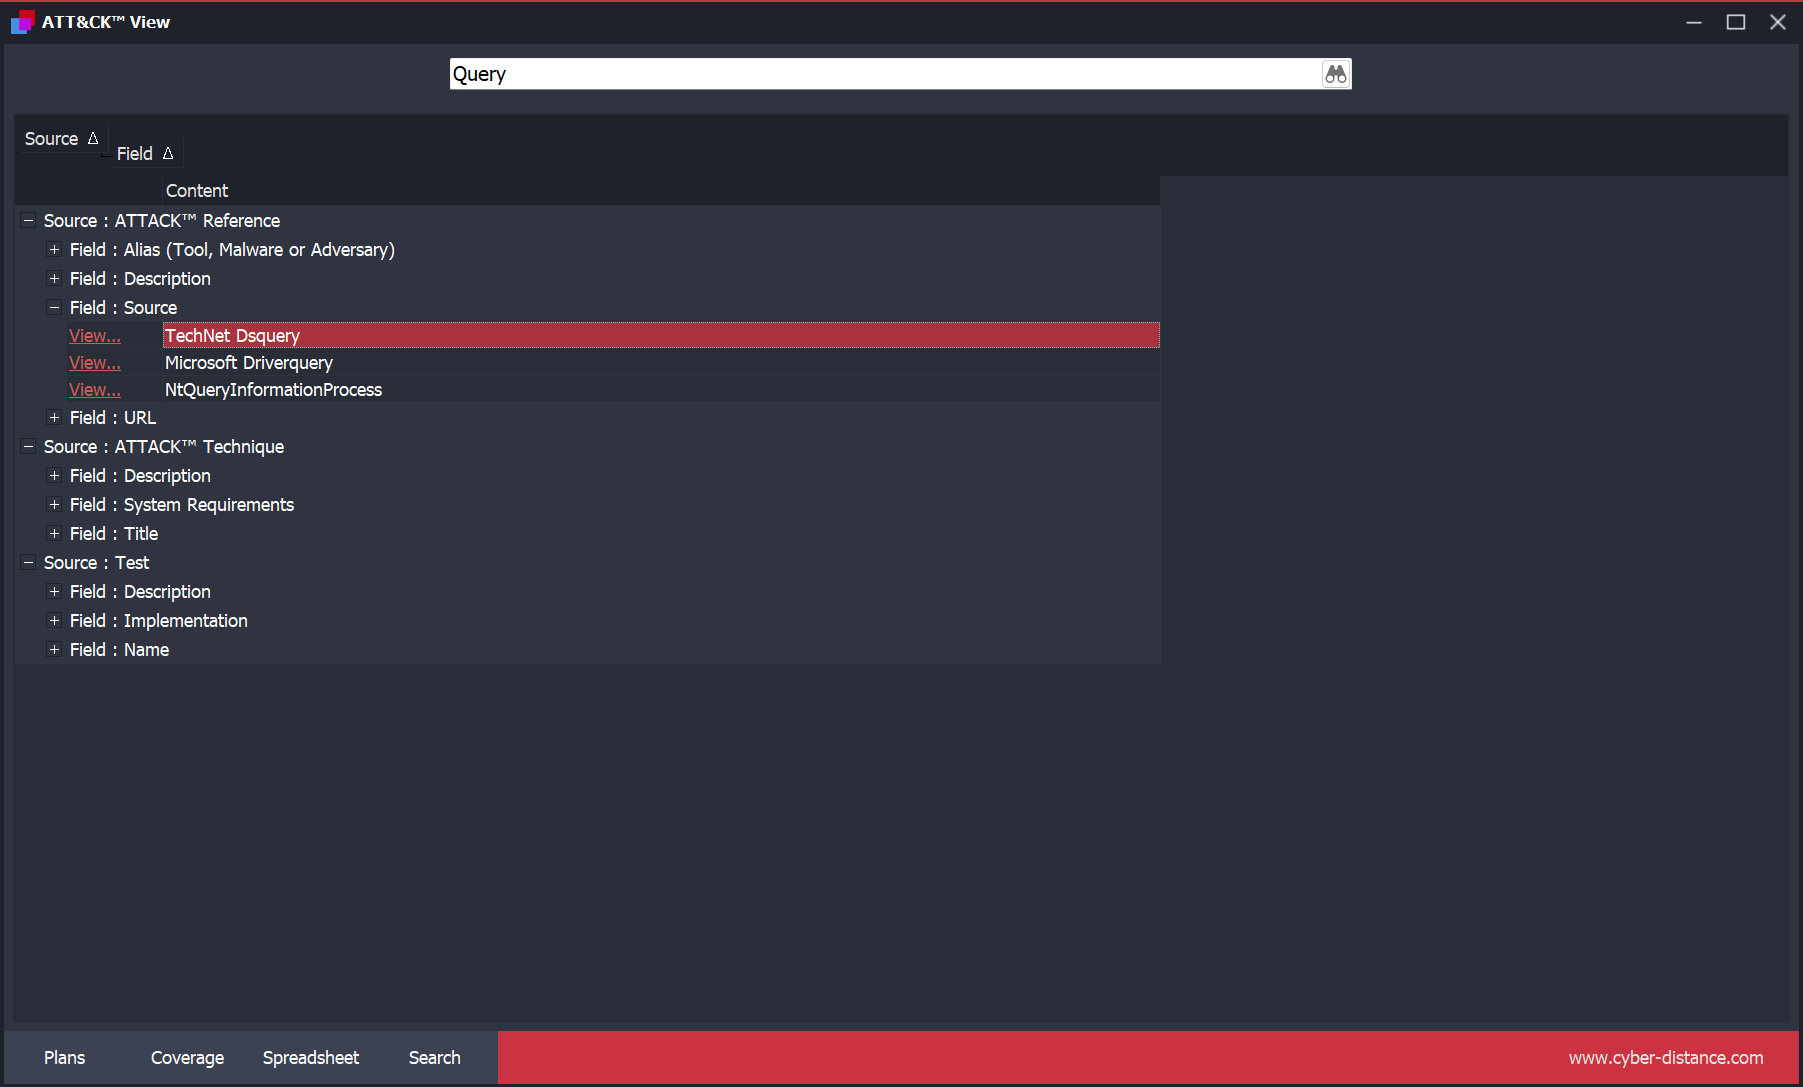 ATT&CK™ View
Query
Source
Field
Content
Source : ATTACK™ Reference
Field : Alias (Tool, Malware or Adversary)
Field : Description
Field : Source
View... TechNet Dsquery
View... Microsoft Driverquery
View... NtQueryInformationProcess
Field : URL
Source : ATTACK™ Technique
Field : Description
Field : System Requirements
Field : Title
Source : Test
Field : Description
Field : Implementation
Field : Name
Plans Coverage Spreadsheet Search www.cyber-distance.com